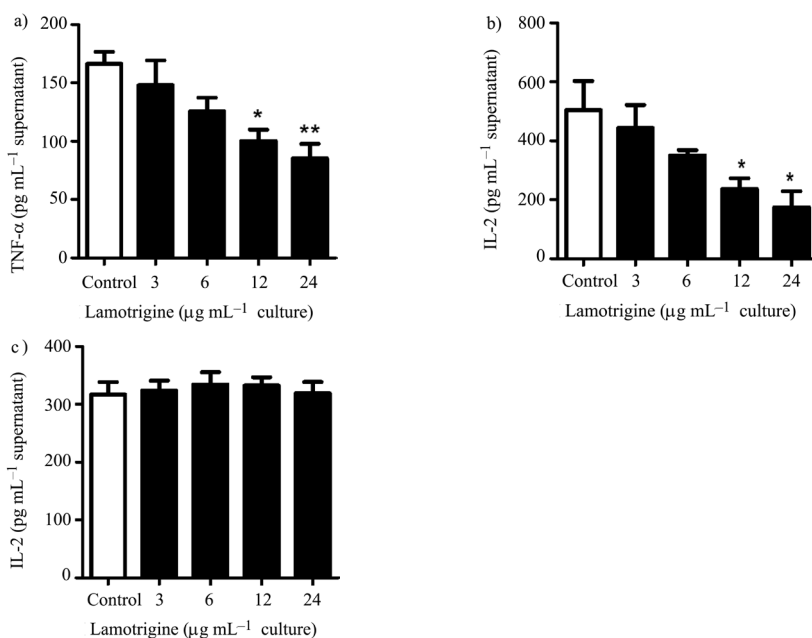 a)
TNF-α (pg mL⁻¹ supernatant)
200
150
100
50
0
*
**
Control 3 6 12 24
Lamotrigine (µg mL⁻¹ culture)
b)
IL-2 (pg mL⁻¹ supernatant)
800
600
400
200
0
*
*
Control 3 6 12 24
Lamotrigine (µg mL⁻¹ culture)
c)
IL-2 (pg mL⁻¹ supernatant)
400
300
200
100
0
Control 3 6 12 24
Lamotrigine (µg mL⁻¹ culture)